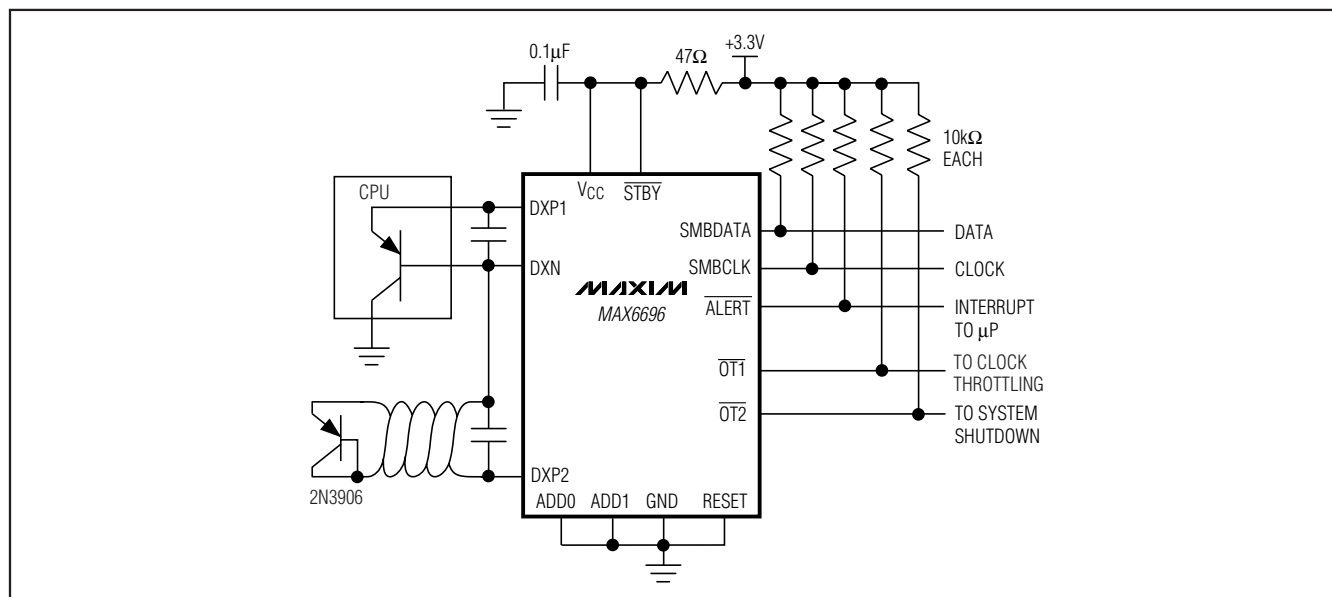 0.1μF
47Ω
+3.3V
10kΩ
EACH
CPU
VCC
STBY
DXP1
DXN
DXP2
SMBDATA
SMBCLK
ALERT
OT1
OT2
MAXIM
MAX6696
DATA
CLOCK
INTERRUPT
TO μP
TO CLOCK
THROTTLING
TO SYSTEM
SHUTDOWN
2N3906
ADD0
ADD1
GND
RESET